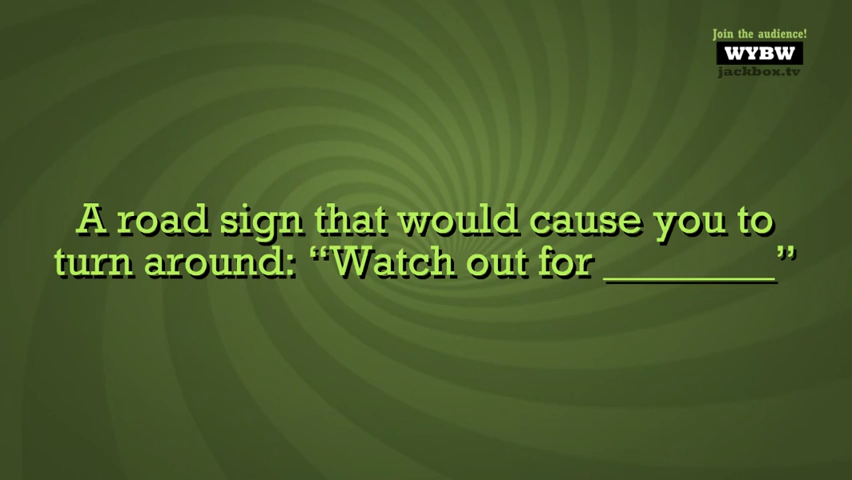 Join the audience!
WYBW
jackbox.tv
A road sign that would cause you to
turn around: “Watch out for ________”